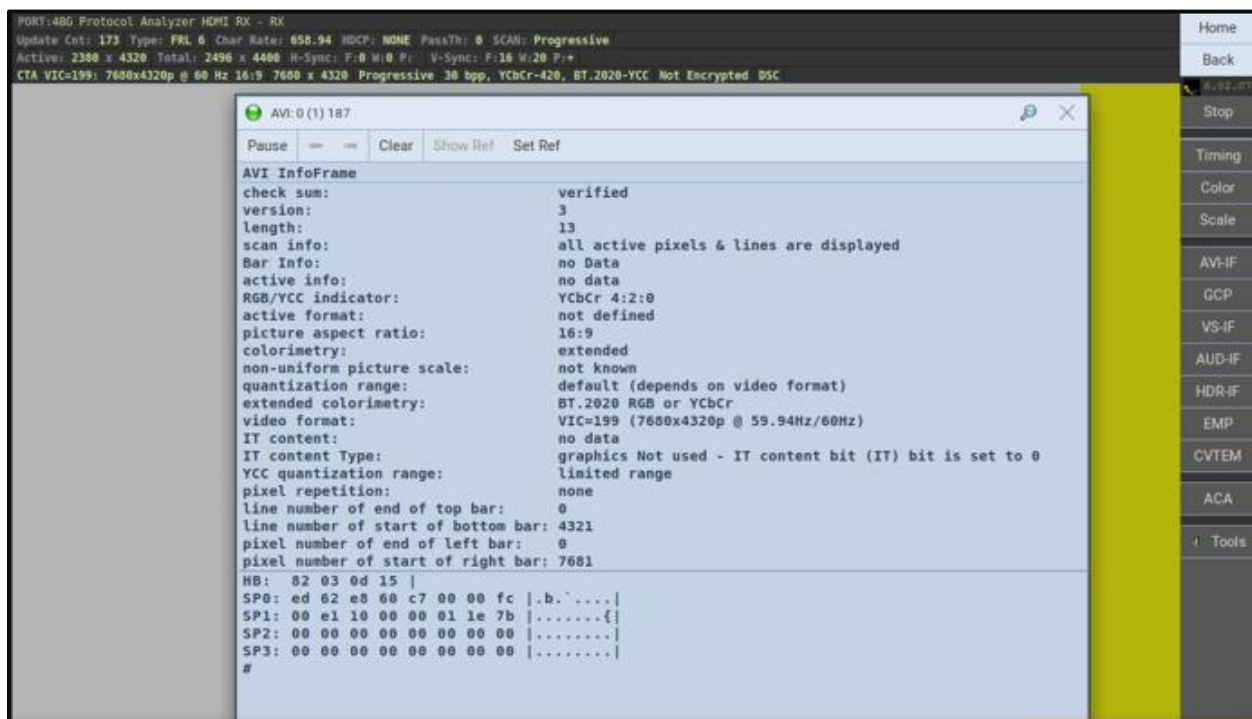 PORT:48G Protocol Analyzer HDMI RX - RX
Update Cnt: 173 Type: FRL 6 Char Rate: 658.94 HDCP: NONE PassTh: 0 SCAN: Progressive
Active: 2380 x 4320 Total: 2496 x 4400 H-Sync: F:0 W:0 P: V-Sync: F:16 W:20 P:+
CTA VIC=199: 7680x4320p @ 60 Hz 16:9 7680 x 4320 Progressive 30 bpp, YCbCr-420, BT.2020-YCC Not Encrypted DSC
Home
Back
6.02.07
Stop
Timing
Color
Scale
AVI-IF
GCP
VS-IF
AUD-IF
HDR-IF
EMP
CVTEM
ACA
Tools
AVI: 0 (1) 187
Pause Clear Show Ref Set Ref
AVI InfoFrame
check sum: verified
version: 3
length: 13
scan info: all active pixels & lines are displayed
Bar Info: no Data
active info: no data
RGB/YCC indicator: YCbCr 4:2:0
active format: not defined
picture aspect ratio: 16:9
colorimetry: extended
non-uniform picture scale: not known
quantization range: default (depends on video format)
extended colorimetry: BT.2020 RGB or YCbCr
video format: VIC=199 (7680x4320p @ 59.94Hz/60Hz)
IT content: no data
IT content Type: graphics Not used - IT content bit (IT) bit is set to 0
YCC quantization range: limited range
pixel repetition: none
line number of end of top bar: 0
line number of start of bottom bar: 4321
pixel number of end of left bar: 0
pixel number of start of right bar: 7681
HB: 82 03 0d 15 |
SP0: ed 62 e8 60 c7 00 00 fc |.b.`....|
SP1: 00 e1 10 00 00 01 1e 7b |.......{|
SP2: 00 00 00 00 00 00 00 00 |........|
SP3: 00 00 00 00 00 00 00 00 |........|
#